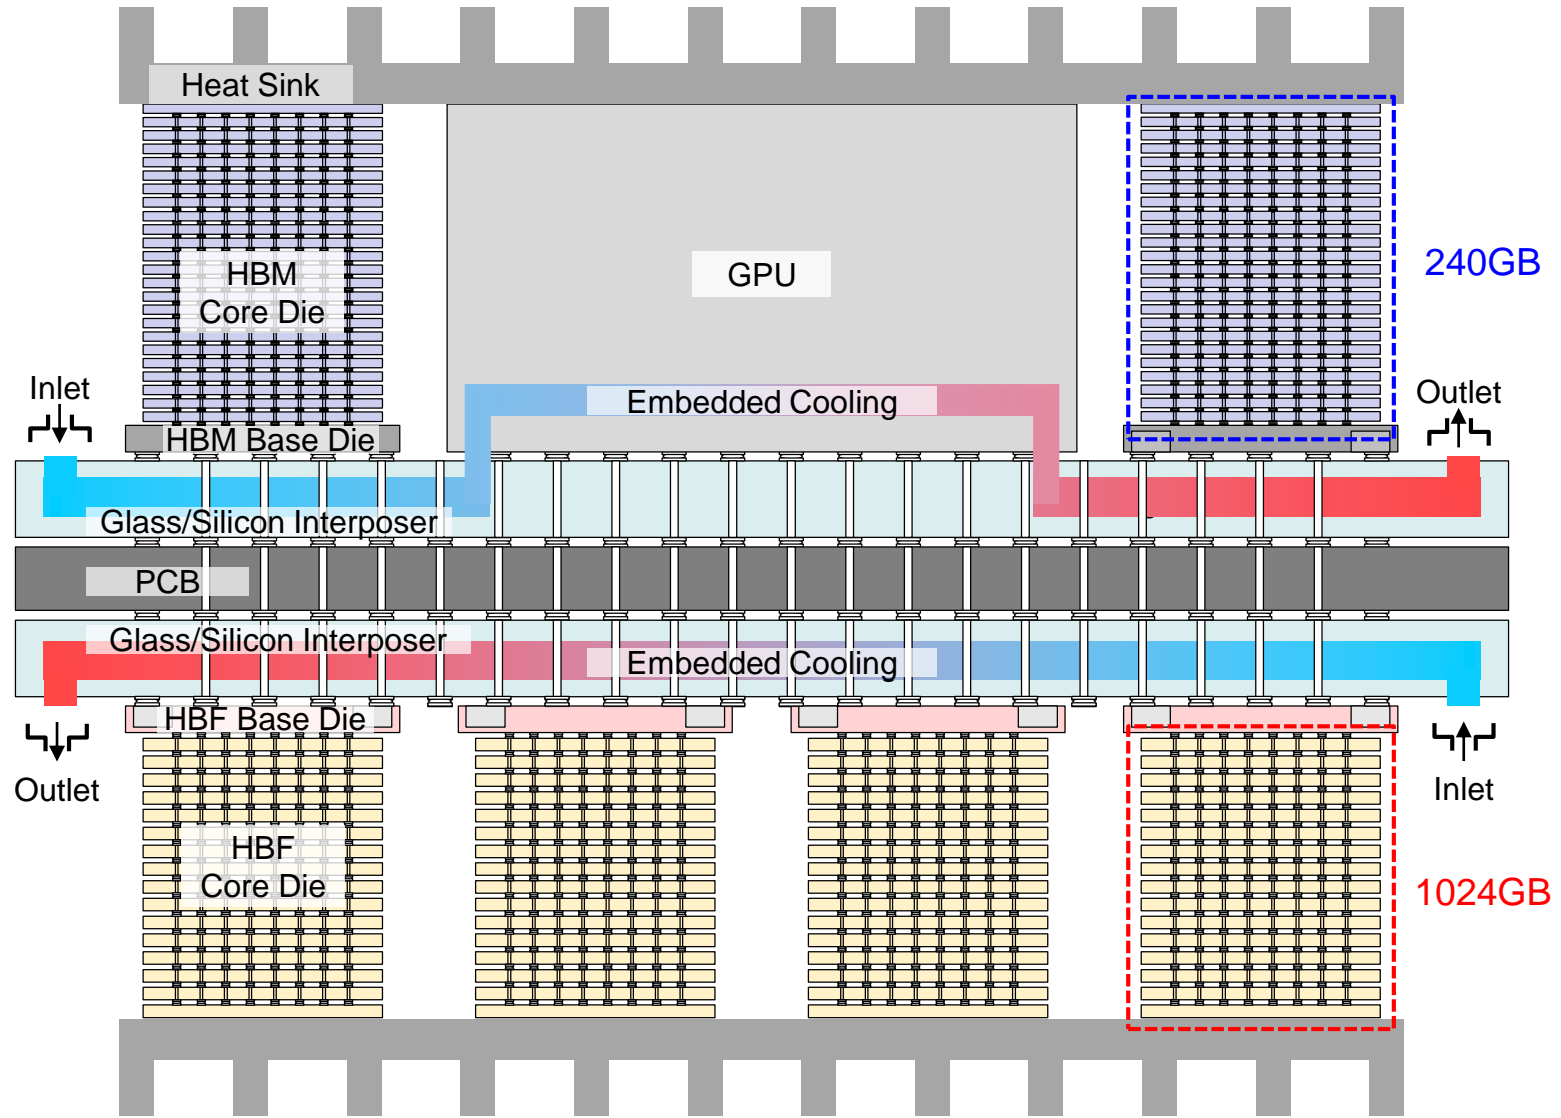 Heat Sink
HBM
Core Die
GPU
240GB
Inlet
Embedded Cooling
Outlet
HBM Base Die
Glass/Silicon Interposer
PCB
Glass/Silicon Interposer
Embedded Cooling
HBF Base Die
Outlet
Inlet
HBF
Core Die
1024GB